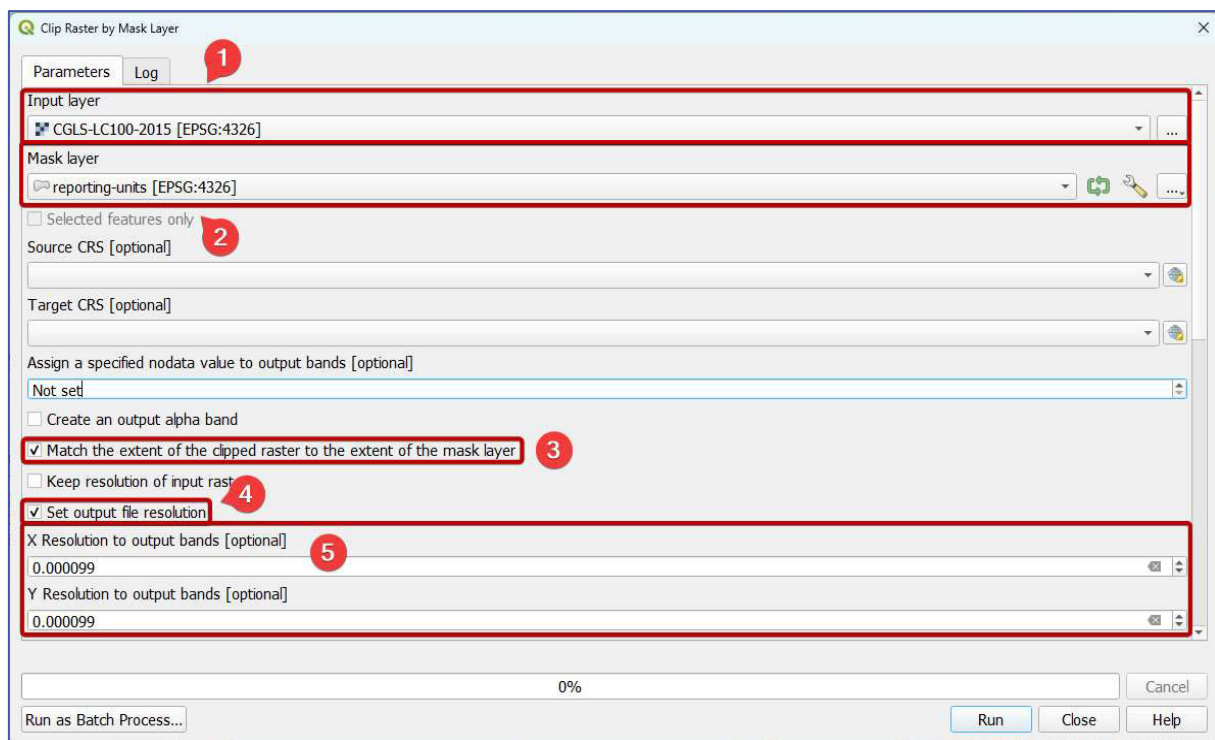 Clip Raster by Mask Layer
Parameters Log
1
Input layer
CGLS-LC100-2015 [EPSG:4326]
...
Mask layer
reporting-units [EPSG:4326]
...
Selected features only
2
Source CRS [optional]
Target CRS [optional]
Assign a specified nodata value to output bands [optional]
Not set
Create an output alpha band
Match the extent of the clipped raster to the extent of the mask layer
3
Keep resolution of input rast
4
Set output file resolution
X Resolution to output bands [optional]
5
0.000099
Y Resolution to output bands [optional]
0.000099
0%
Cancel
Run as Batch Process...
Run Close Help